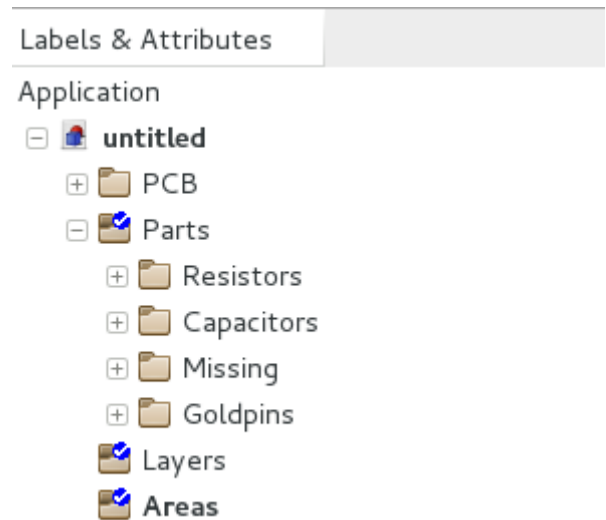 Labels & Attributes
Application
untitled
PCB
Parts
Resistors
Capacitors
Missing
Goldpins
Layers
Areas